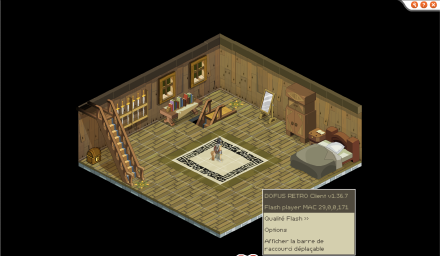 DOFUS RETRO Client v1.36.7
Flash player MAC 29,0,0,171
Qualité Flash >>
Options
Afficher la barre de
raccourci déplaçable